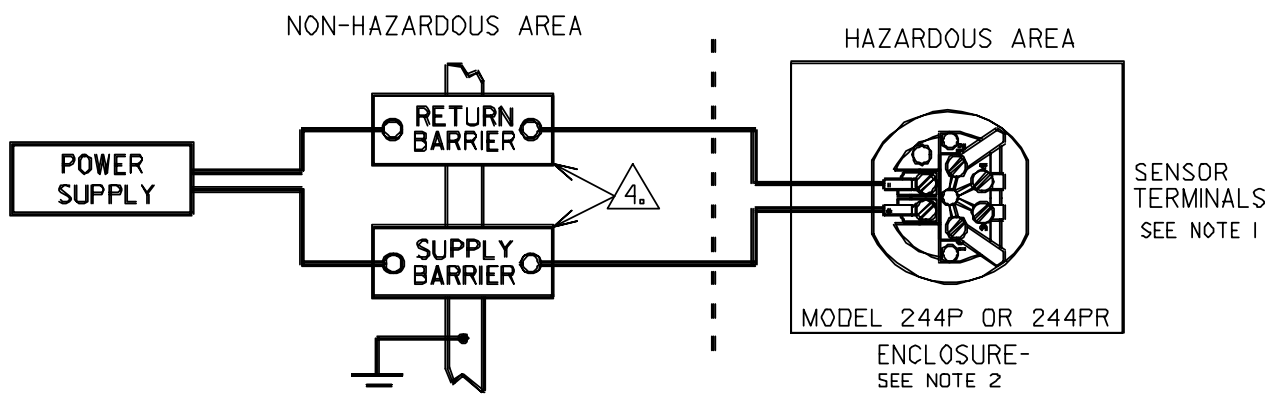 NON-HAZARDOUS AREA
HAZARDOUS AREA
RETURN
BARRIER
POWER
SUPPLY
4.
SENSOR
TERMINALS
SEE NOTE 1
SUPPLY
BARRIER
MODEL 244P OR 244PR
ENCLOSURE-
SEE NOTE 2